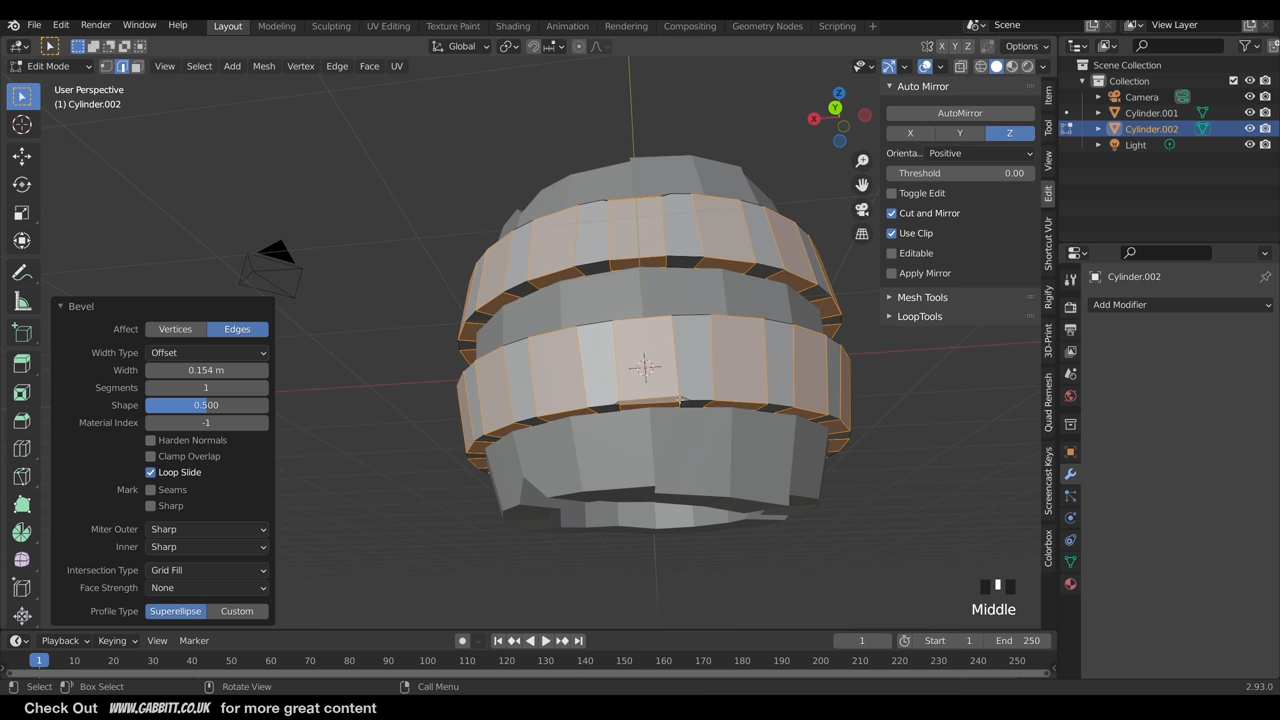 File Edit Render Window Help Layout Modeling Sculpting UV Editing Texture Paint Shading Animation Rendering Compositing Geometry Nodes Scripting + Scene View Layer
Global X Y Z Options
Edit Mode View Select Add Mesh Vertex Edge Face UV
User Perspective
(1) Cylinder.002
Z
Y
X
Auto Mirror
AutoMirror
X Y Z
Orienta... Positive
Threshold 0.00
Toggle Edit
Cut and Mirror
Use Clip
Editable
Apply Mirror
Mesh Tools
LoopTools
Item
Tool
View
Edit
Shortcut VUr
Rigify
3D-Print
Quad Remesh
Screencast Keys
Colorbox
Scene Collection
Collection
Camera
Cylinder.001
Cylinder.002
Light
Cylinder.002
Add Modifier
Bevel
Affect Vertices Edges
Width Type Offset
Width 0.154 m
Segments 1
Shape 0.500
Material Index -1
Harden Normals
Clamp Overlap
Loop Slide
Mark Seams
Sharp
Miter Outer Sharp
Inner Sharp
Intersection Type Grid Fill
Face Strength None
Profile Type Superellipse Custom
Middle
Playback Keying View Marker 1 Start 1 End 250
1 10 20 30 40 50 60 70 80 90 100 110 120 130 140 150 160 170 180 190 200 210 220 230 240 250
Select Box Select Rotate View Call Menu 2.93.0
Check Out WWW.GABBITT.CO.UK for more great content